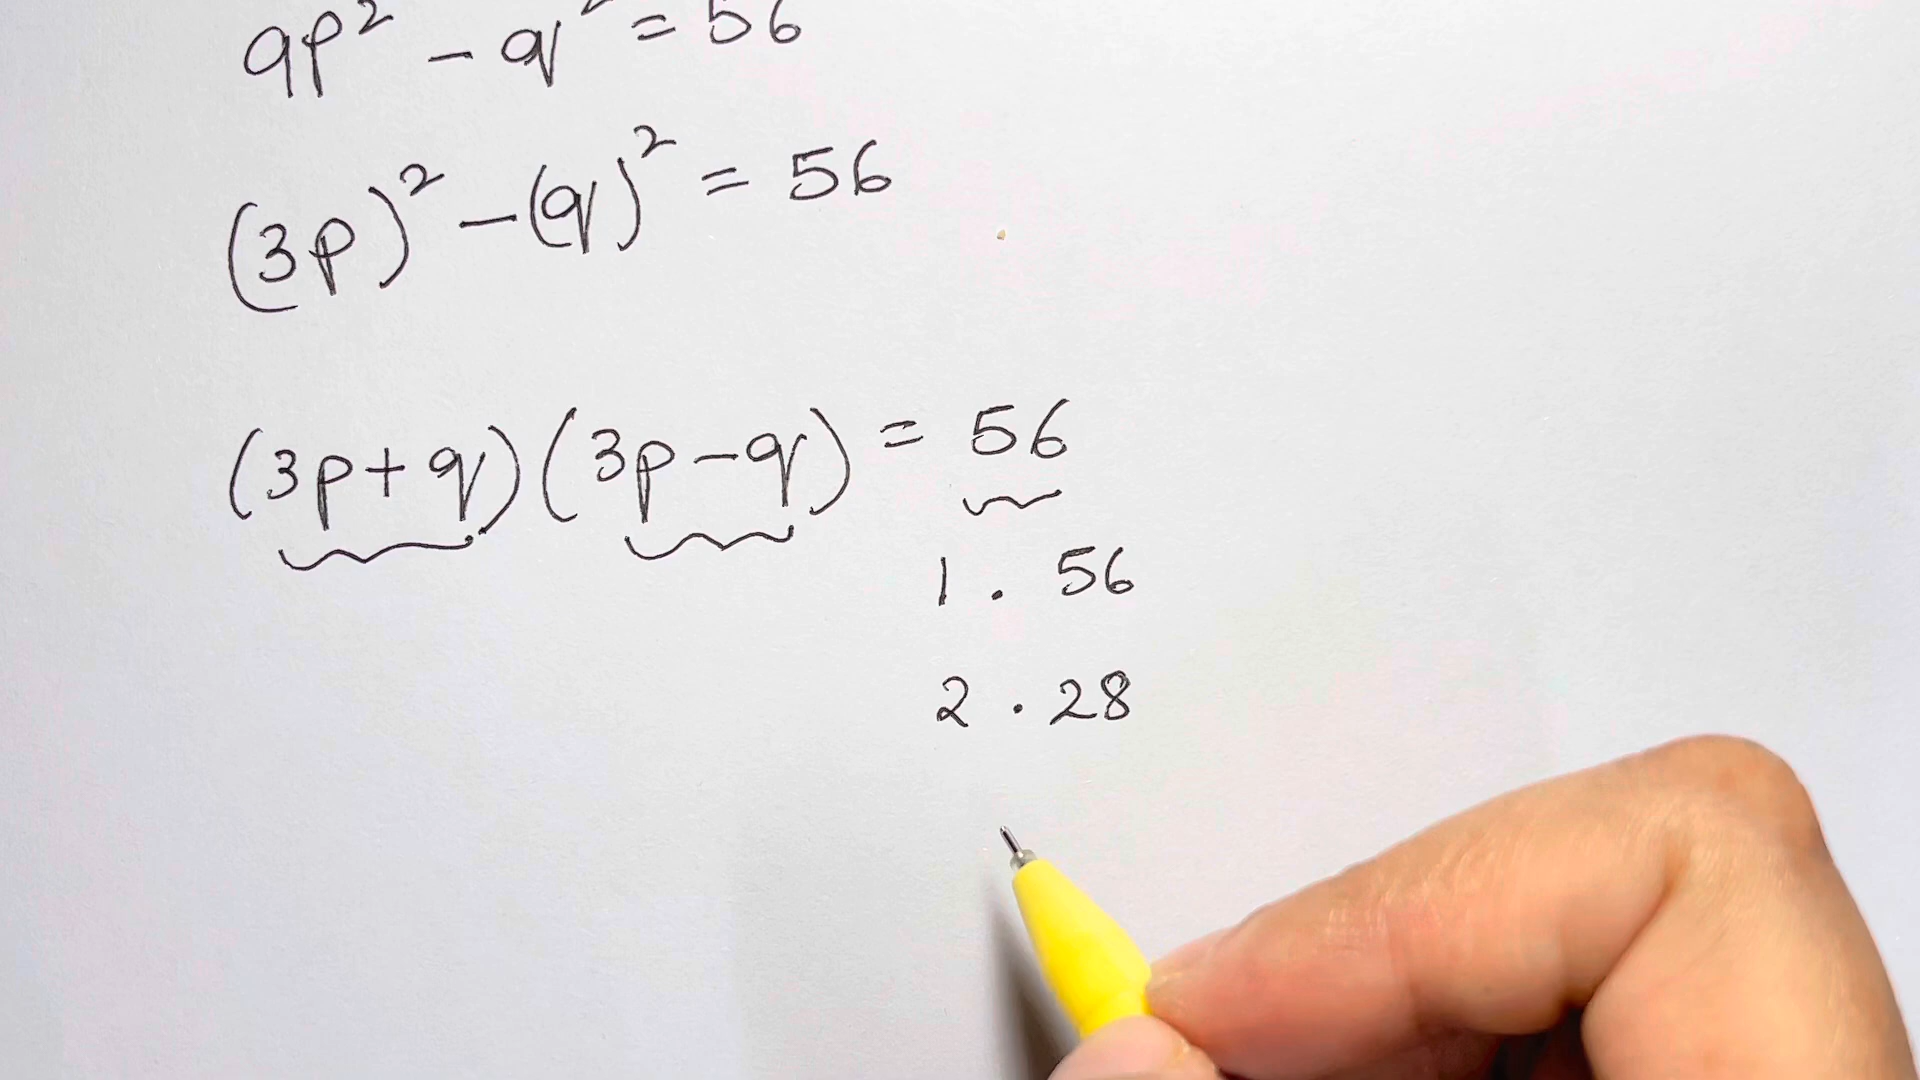 9p² - q² = 56
(3p)² - (q)² = 56
(3p + q)(3p - q) = 56
1 . 56
2 . 28